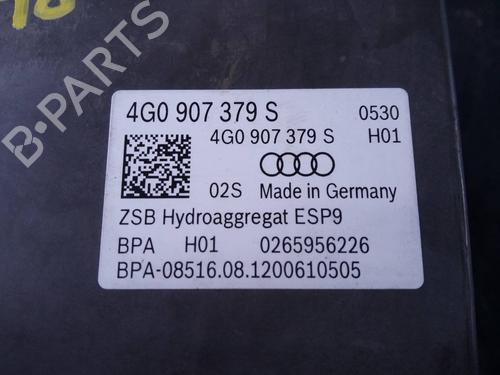 4G0 907 379 S 0530
4G0 907 379 S H01
02S Made in Germany
ZSB Hydroaggregat ESP9
BPA H01 0265956226
BPA-08516.08.1200610505
B-PARTS